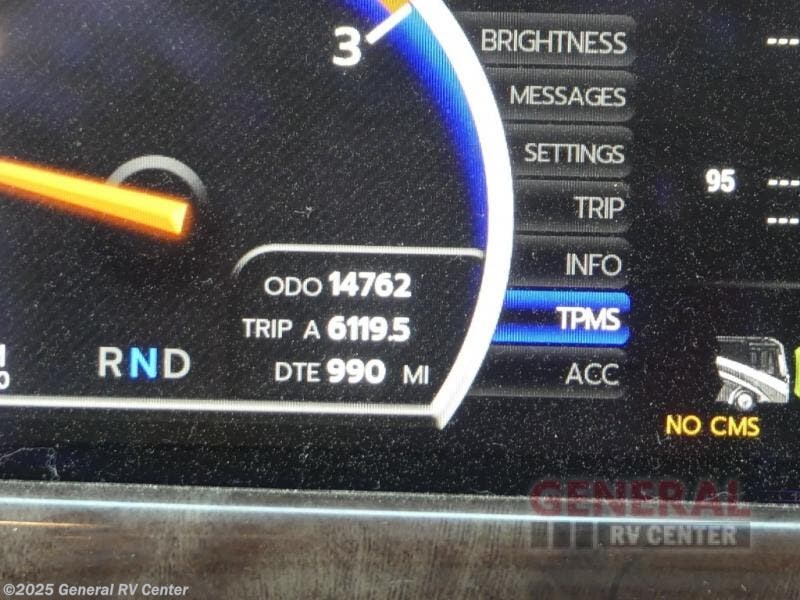 3
BRIGHTNESS
MESSAGES
SETTINGS
TRIP
INFO
TPMS
ACC
95
---
---
---
ODO 14762
TRIP A 6119.5
DTE 990 MI
RND
NO CMS
GENERAL
RV CENTER
©2025 General RV Center